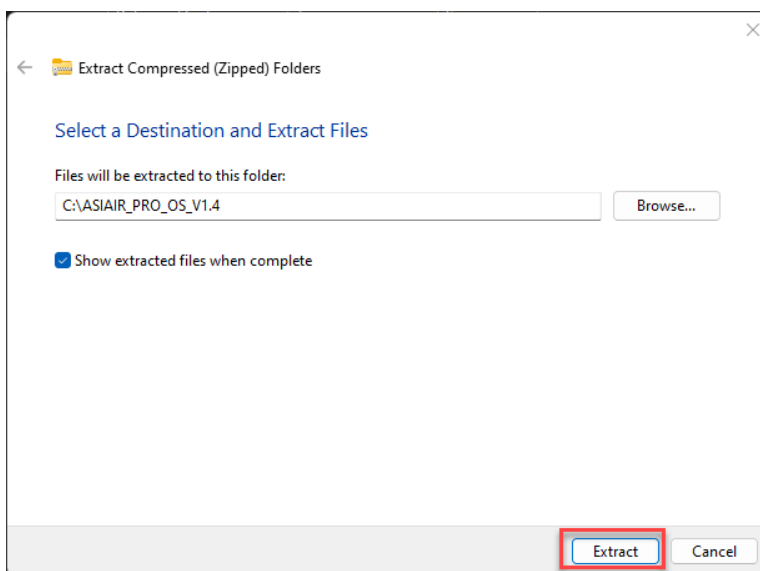 Extract Compressed (Zipped) Folders
Select a Destination and Extract Files
Files will be extracted to this folder:
C:\ASIAIR_PRO_OS_V1.4
Browse...
Show extracted files when complete
Extract
Cancel